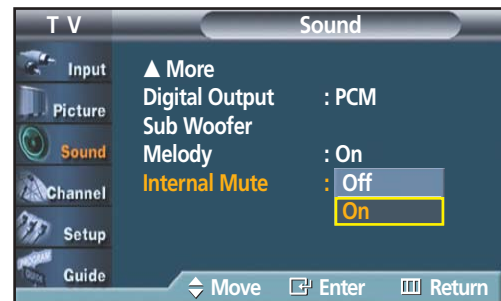 T V
Sound
Input
Picture
Sound
Channel
Setup
Guide
▲ More
Digital Output : PCM
Sub Woofer
Melody : On
Internal Mute : Off
On
Move Enter Return